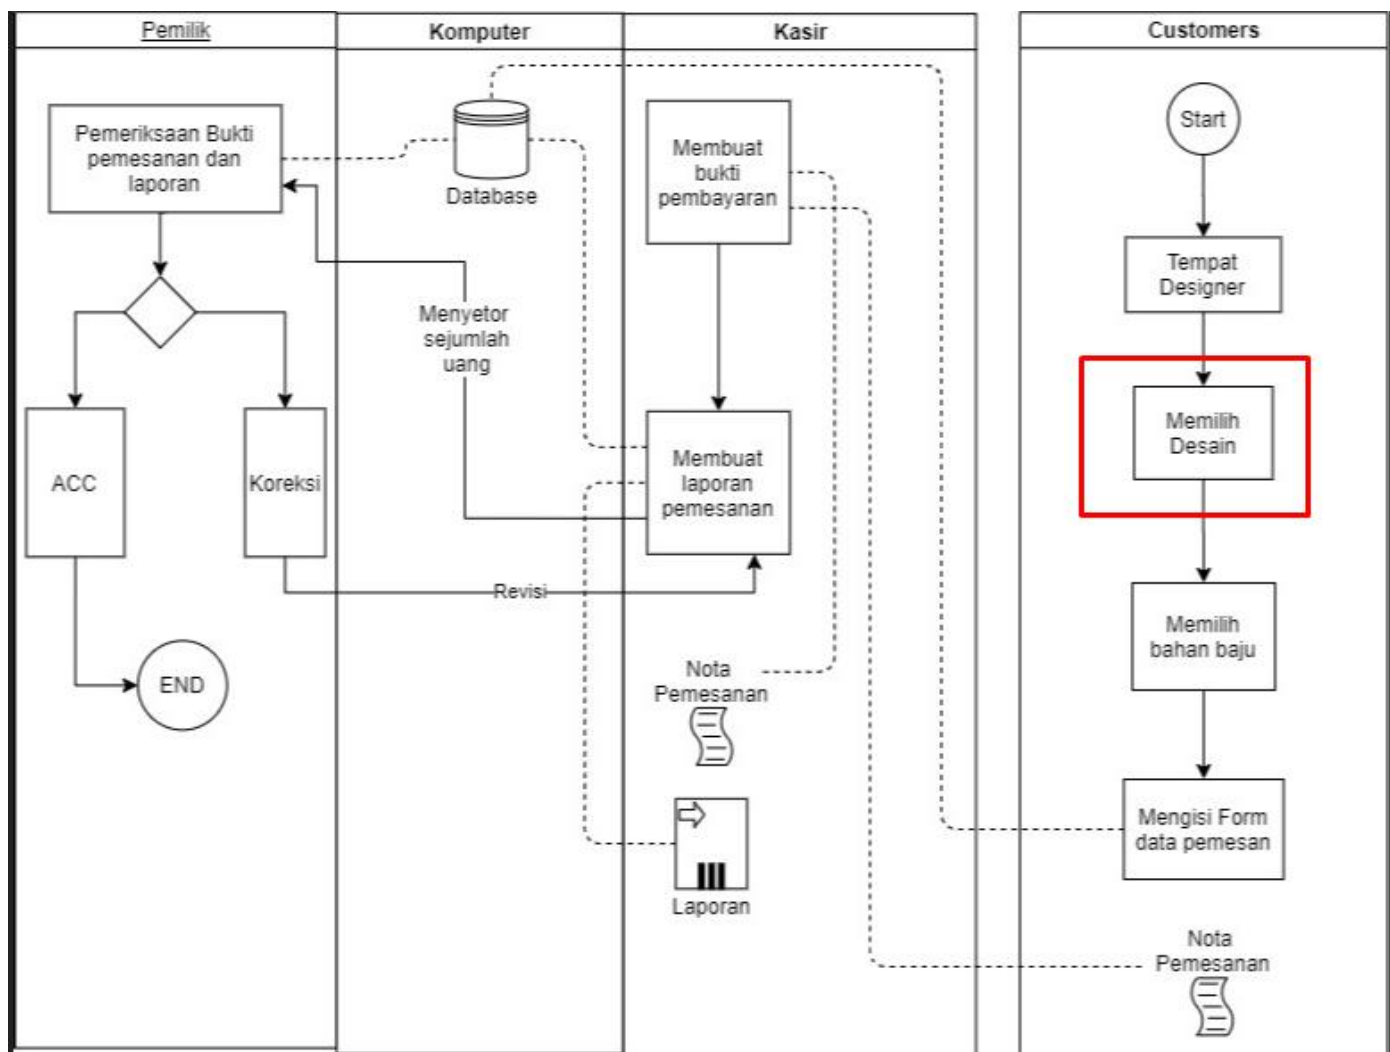 Pemilik
Komputer
Kasir
Customers
Pemeriksaan Bukti
pemesanan dan
laporan
ACC
Koreksi
END
Database
Menyetor
sejumlah
uang
Revisi
Membuat
bukti
pembayaran
Membuat
laporan
pemesanan
Nota
Pemesanan
Laporan
Start
Tempat
Designer
Memilih
Desain
Memilih
bahan baju
Mengisi Form
data pemesan
Nota
Pemesanan